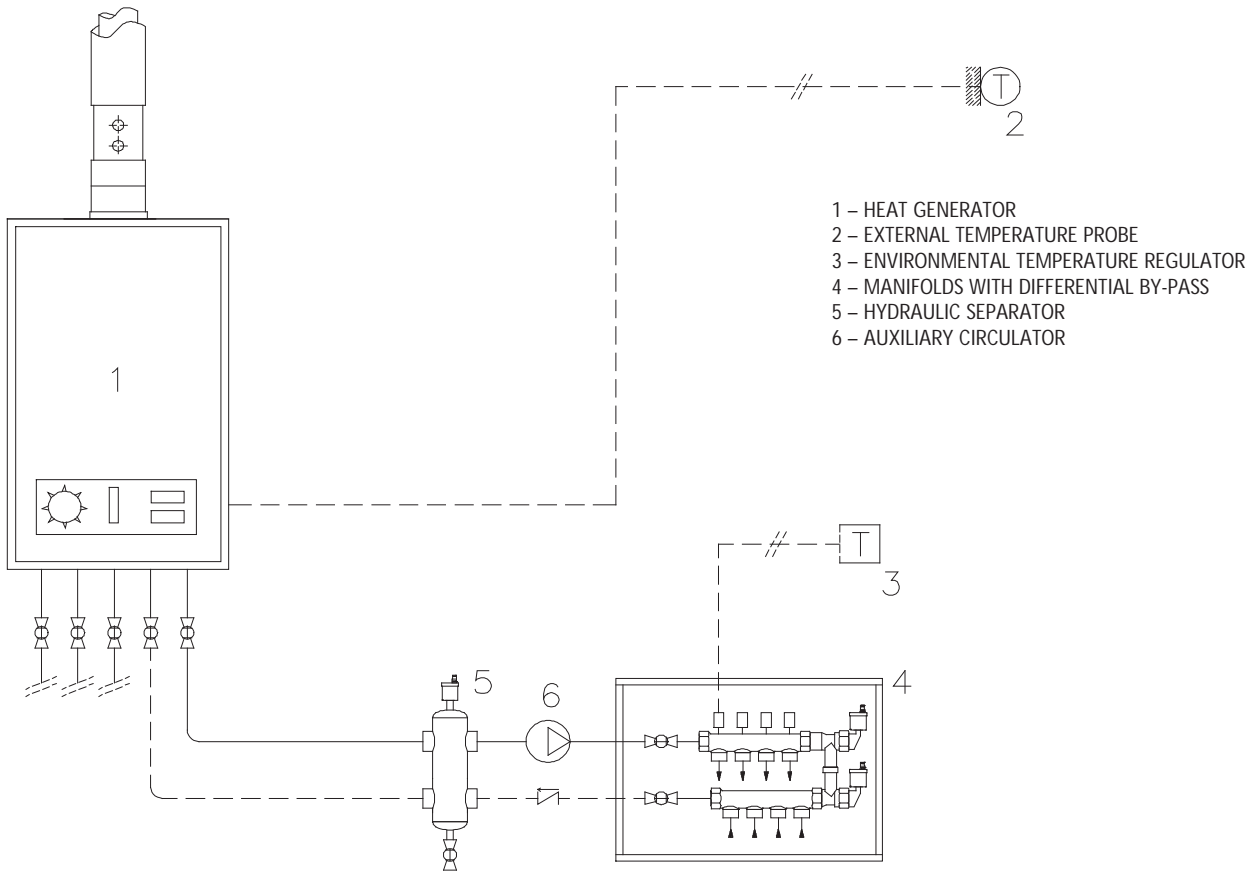 T
2
1 – HEAT GENERATOR
2 – EXTERNAL TEMPERATURE PROBE
3 – ENVIRONMENTAL TEMPERATURE REGULATOR
4 – MANIFOLDS WITH DIFFERENTIAL BY-PASS
5 – HYDRAULIC SEPARATOR
6 – AUXILIARY CIRCULATOR
1
T
3
5
6
4